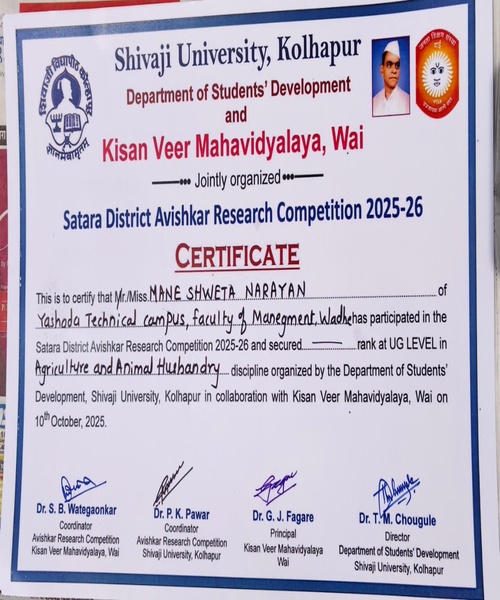 Shivaji University, Kolhapur
Department of Students' Development
and
Kisan Veer Mahavidyalaya, Wai
Jointly organized
Satara District Avishkar Research Competition 2025-26
CERTIFICATE
This is to certify that Mr./Miss. MANE SHWETA NARAYAN of
Yashoda Technical campus, faculty of Manegment, Wadhe has participated in the
Satara District Avishkar Research Competition 2025-26 and secured rank at UG LEVEL in
Agriculture and Animal Husbandry discipline organized by the Department of Students'
Development, Shivaji University, Kolhapur in collaboration with Kisan Veer Mahavidyalaya, Wai on
10th October, 2025.
Dr. S. B. Wategaonkar
Coordinator
Avishkar Research Competition
Kisan Veer Mahavidyalaya, Wai
Dr. P. K. Pawar
Coordinator
Avishkar Research Competition
Shivaji University, Kolhapur
Dr. G. J. Fagare
Principal
Kisan Veer Mahavidyalaya
Wai
Dr. T. M. Chougule
Director
Department of Students' Development
Shivaji University, Kolhapur